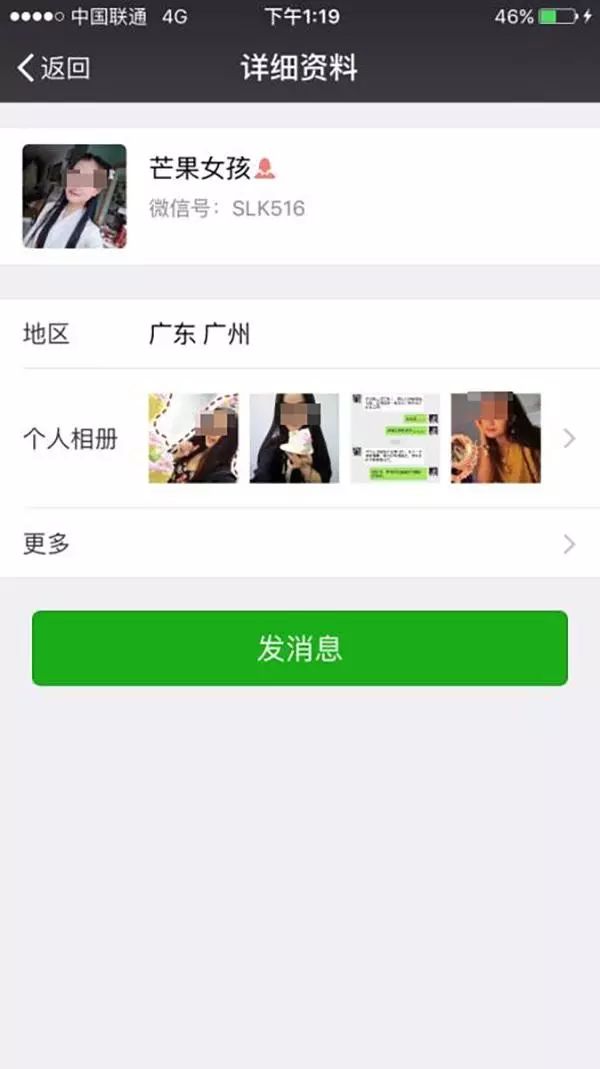 中国联通 4G 下午1:19 46%
返回 详细资料
芒果女孩
微信号：SLK516
地区 广东 广州
个人相册
更多
发消息